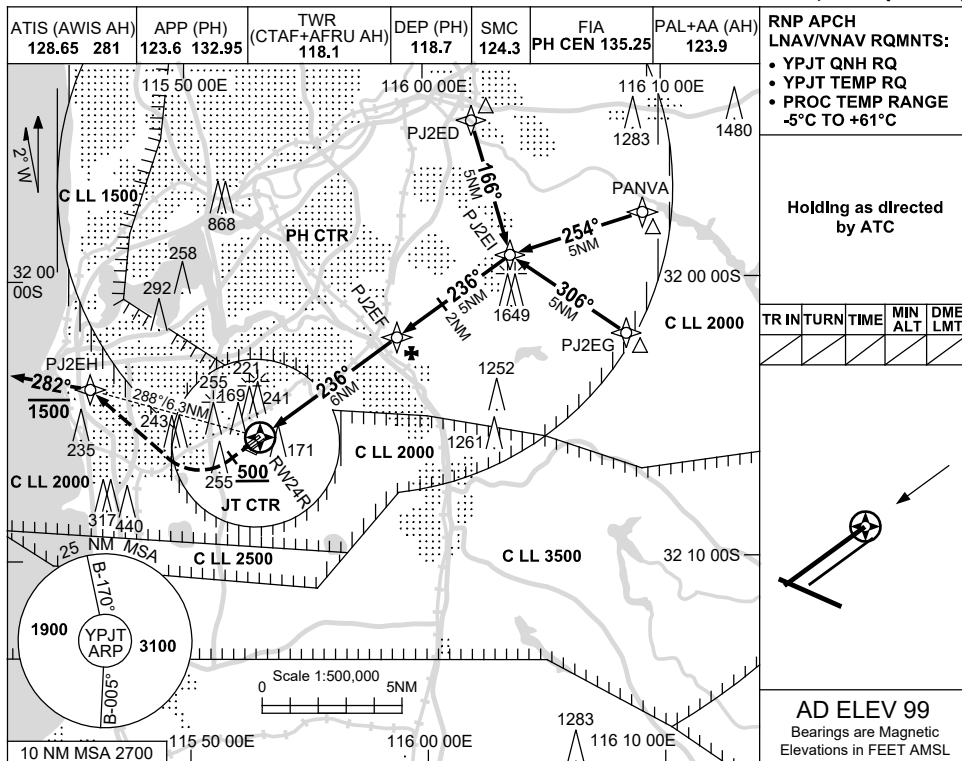 ATIS (AWIS AH)
128.65 281
APP (PH)
123.6 132.95
TWR
(CTAF+AFRU AH)
118.1
DEP (PH)
118.7
SMC
124.3
FIA
PH CEN 135.25
PAL+AA (AH)
123.9
RNP APCH
LNAV/VNAV RQMNTS:
• YPJT QNH RQ
• YPJT TEMP RQ
• PROC TEMP RANGE
-5°C TO +61°C
Holding as directed
by ATC
TR IN TURN TIME MIN ALT DME LMT
115 50 00E
116 00 00E
116 10 00E
2° W
PJ2ED
1283
1480
C LL 1500
166°
5NM
PANVA
868
PH CTR
PJ2EI
254°
5NM
258
32 00
00S
292
236°
5NM
2NM
1649
306°
5NM
32 00 00S
PJ2EF
C LL 2000
PJ2EG
PJ2EH
282°
1500
288°/6.3NM
255
221
169
241
236°
6NM
1252
243
235
255
500
171
RW24R
1261
C LL 2000
C LL 2000
317
440
JT CTR
25 NM MSA
C LL 2500
C LL 3500
32 10 00S
B-170°
1900
YPJT
ARP
3100
B-005°
Scale 1:500,000
0 5NM
10 NM MSA 2700
115 50 00E
116 00 00E
1283
116 10 00E
AD ELEV 99
Bearings are Magnetic
Elevations in FEET AMSL